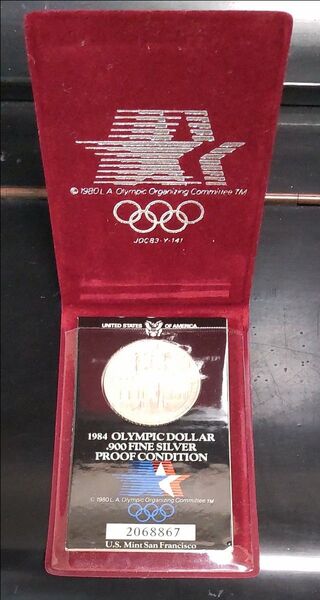 © 1980 L.A. Olympic Organizing Committee TM
JOC83-Y-141
UNITED STATES OF AMERICA
1984 OLYMPIC DOLLAR
.900 FINE SILVER
PROOF CONDITION
© 1980 L.A. Olympic Organizing Committee TM
2068867
U.S. Mint San Francisco